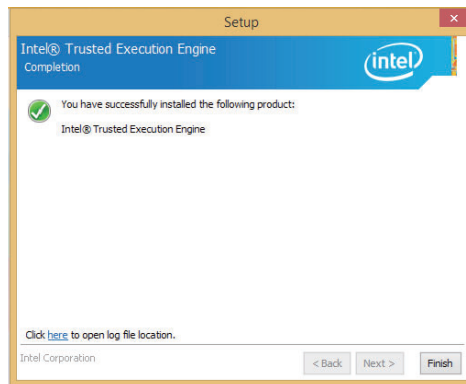 Setup
Intel® Trusted Execution Engine
Completion
intel
You have successfully installed the following product:
Intel® Trusted Execution Engine
Click here to open log file location.
Intel Corporation
< Back
Next >
Finish